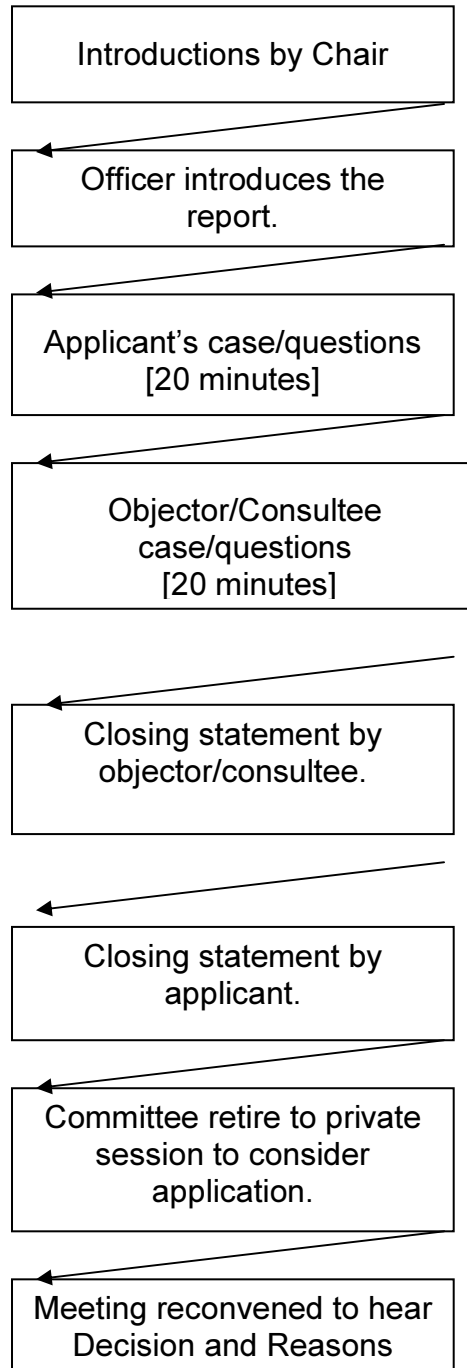 Introductions by Chair
Officer introduces the
report.
Applicant’s case/questions
[20 minutes]
Objector/Consultee
case/questions
[20 minutes]
Closing statement by
objector/consultee.
Closing statement by
applicant.
Committee retire to private
session to consider
application.
Meeting reconvened to hear
Decision and Reasons